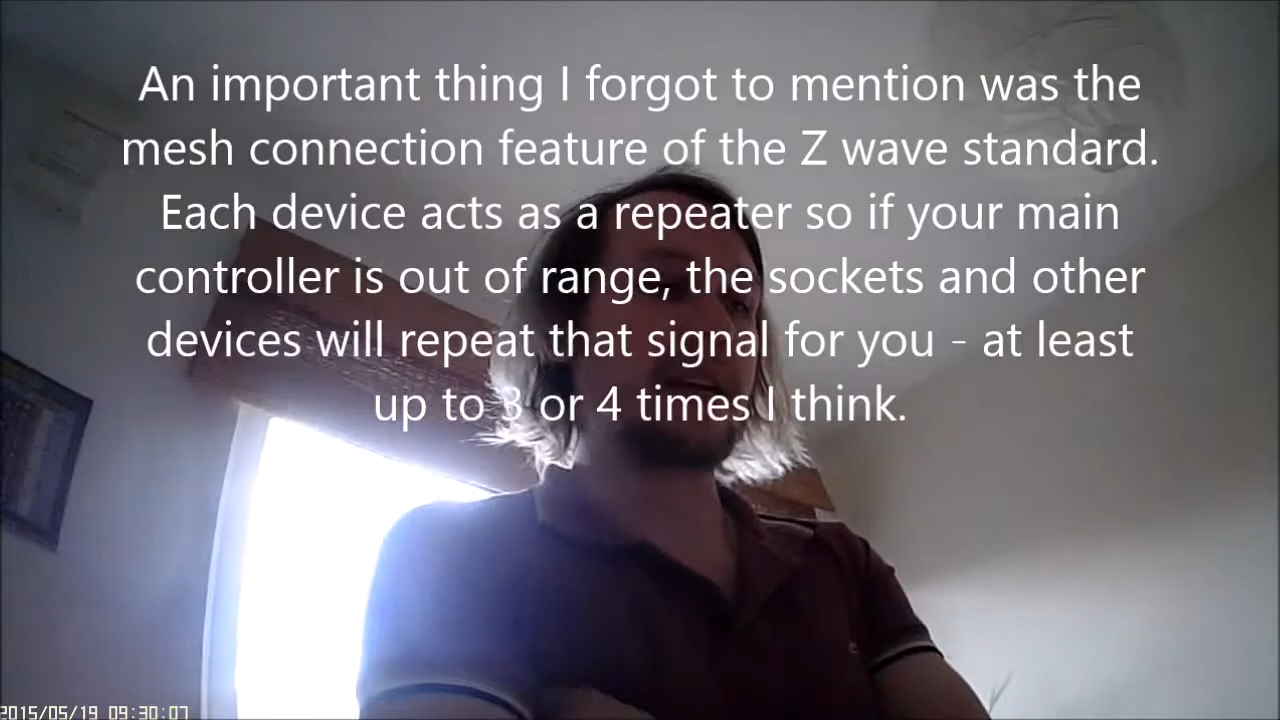 An important thing I forgot to mention was the
mesh connection feature of the Z wave standard.
Each device acts as a repeater so if your main
controller is out of range, the sockets and other
devices will repeat that signal for you - at least
up to 3 or 4 times I think.
2015/05/19 09:30:07